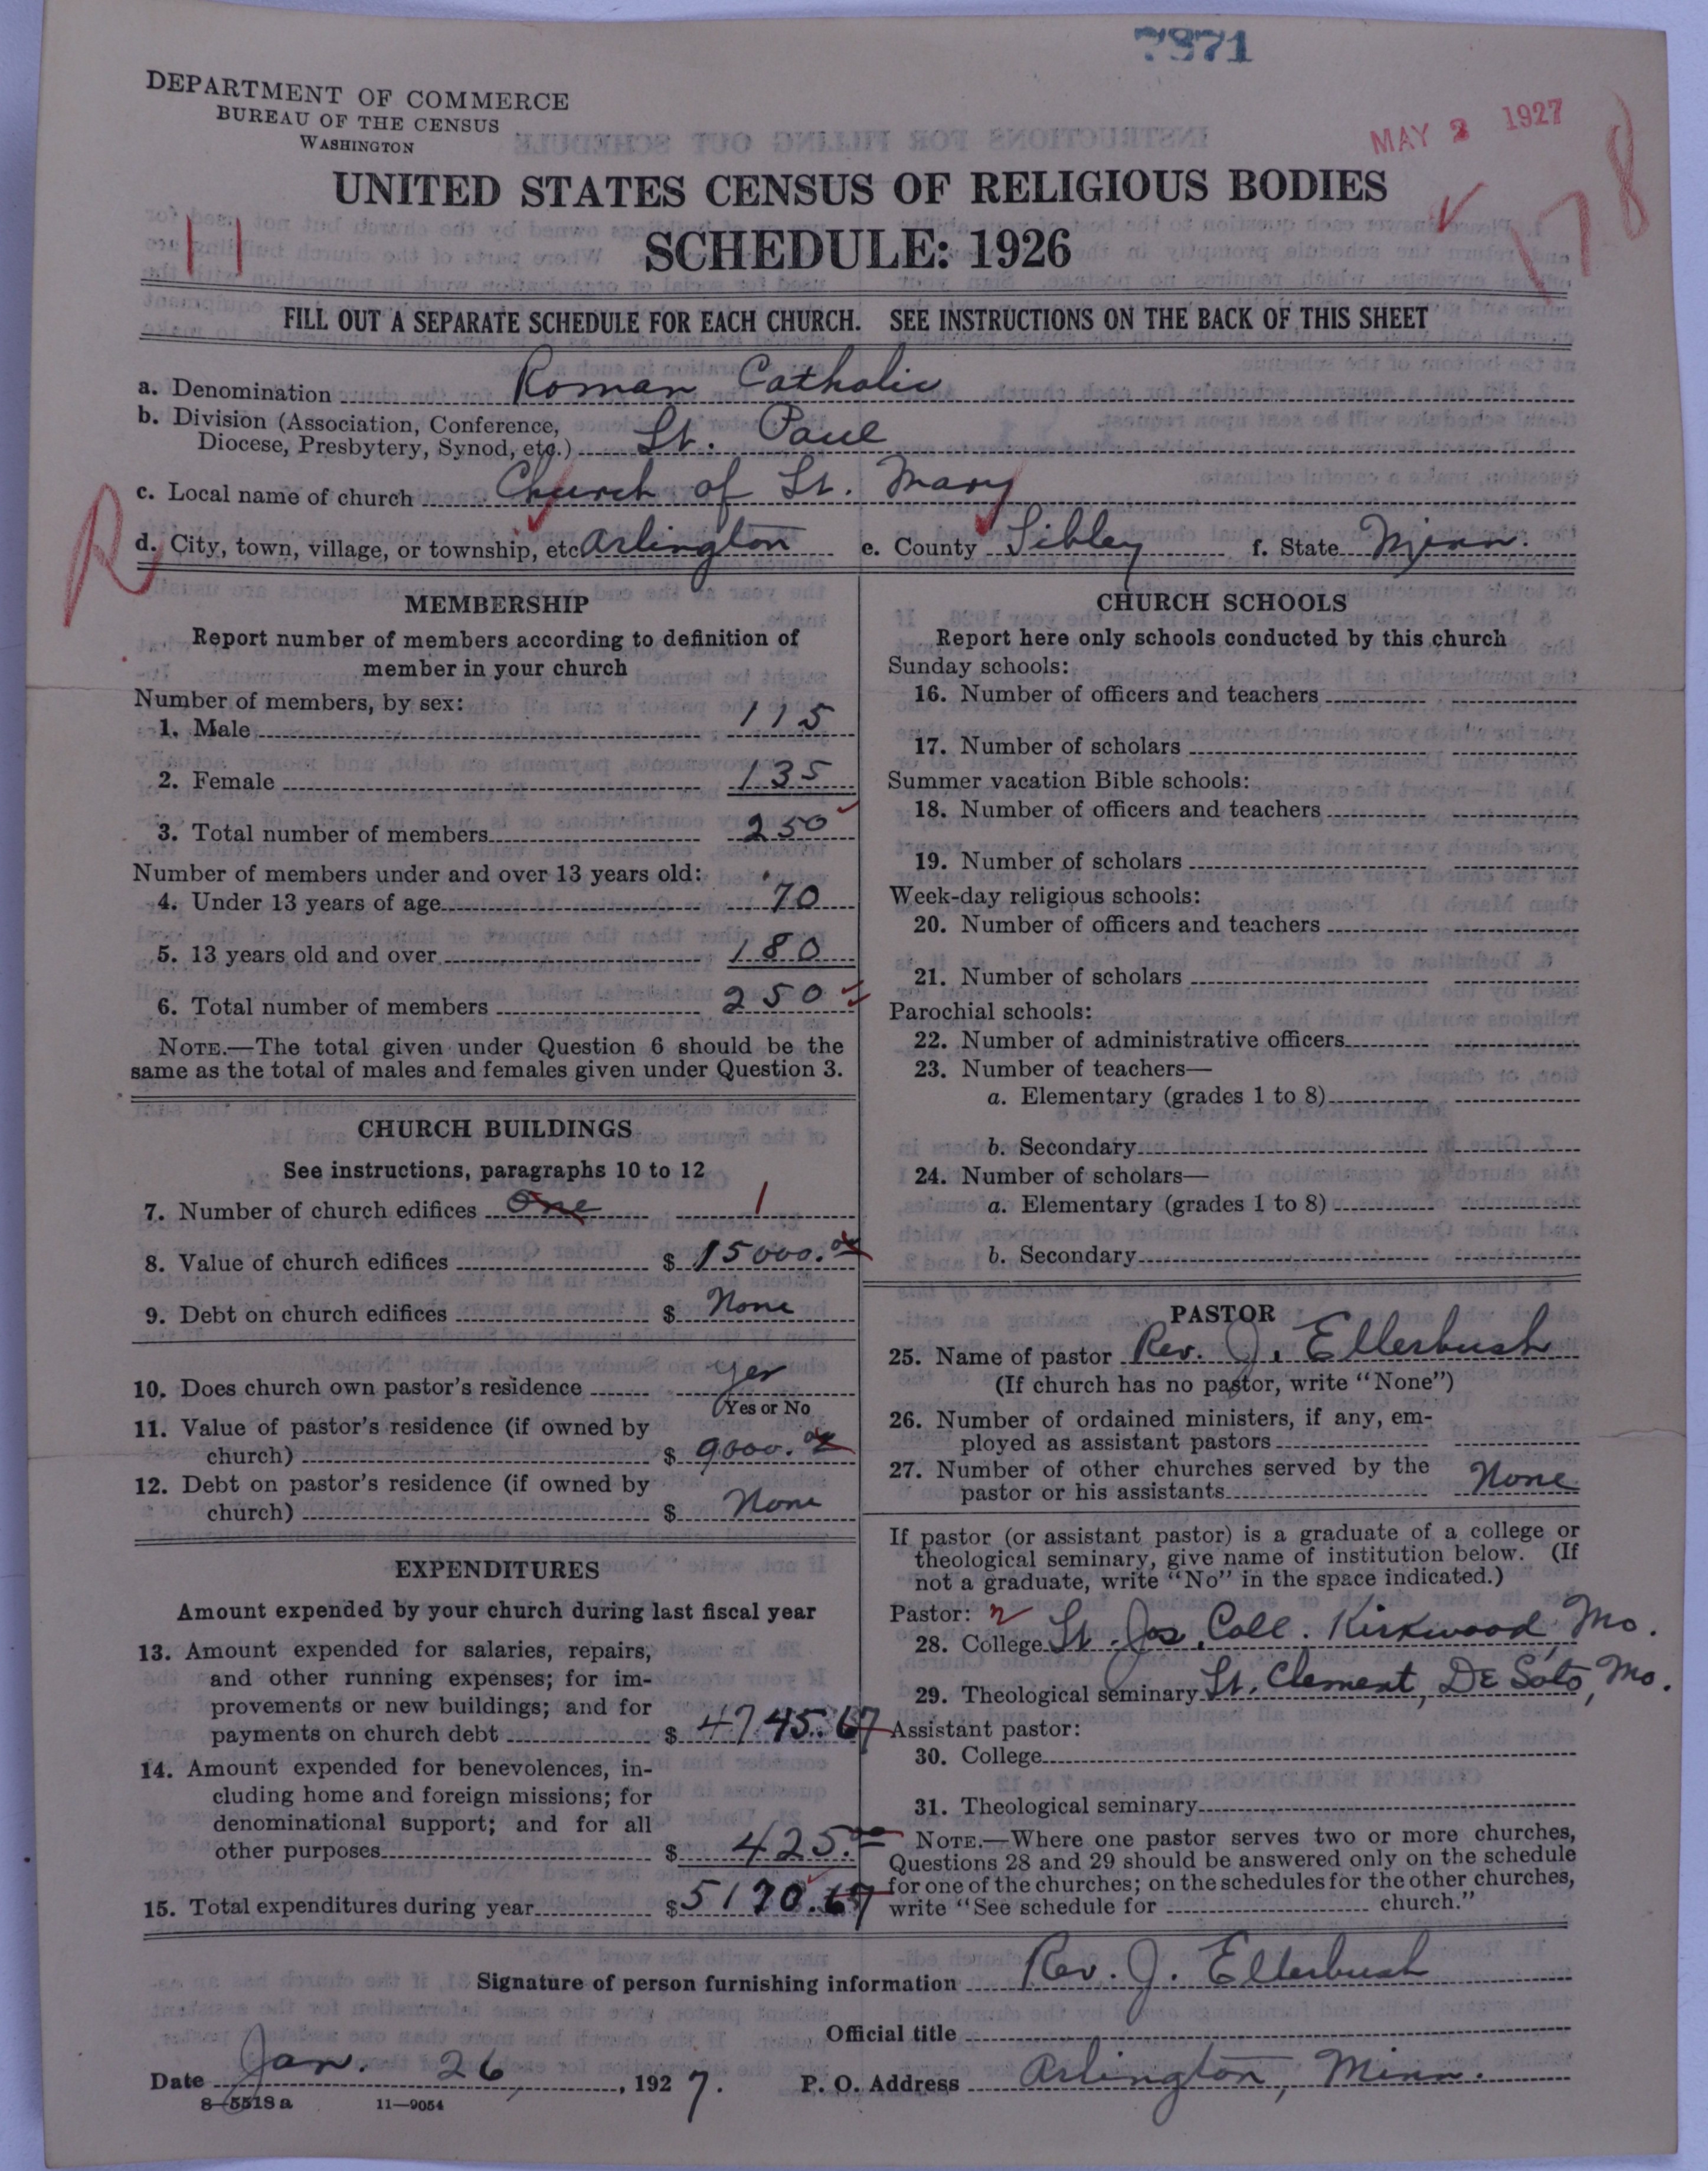 7871
DEPARTMENT OF COMMERCE
BUREAU OF THE CENSUS
WASHINGTON
MAY 2 1927
UNITED STATES CENSUS OF RELIGIOUS BODIES
11
178
SCHEDULE: 1926
FILL OUT A SEPARATE SCHEDULE FOR EACH CHURCH. SEE INSTRUCTIONS ON THE BACK OF THIS SHEET
a. Denomination Roman Catholic
b. Division (Association, Conference,
Diocese, Presbytery, Synod, etc.) St. Paul
c. Local name of church Church of St. Mary
R
d. City, town, village, or township, etc Arlington e. County Sibley f. State Minn.
MEMBERSHIP
Report number of members according to definition of
member in your church
Number of members, by sex:
1. Male 115
2. Female 135
3. Total number of members 250
Number of members under and over 13 years old:
4. Under 13 years of age 70
5. 13 years old and over 180
6. Total number of members 250
NOTE.—The total given under Question 6 should be the
same as the total of males and females given under Question 3.
CHURCH BUILDINGS
See instructions, paragraphs 10 to 12
7. Number of church edifices One 1
8. Value of church edifices $ 15000.00
9. Debt on church edifices $ None
10. Does church own pastor's residence Yes
Yes or No
11. Value of pastor's residence (if owned by
church) $ 9000.00
12. Debt on pastor's residence (if owned by
church) $ None
EXPENDITURES
Amount expended by your church during last fiscal year
13. Amount expended for salaries, repairs,
and other running expenses; for im-
provements or new buildings; and for
payments on church debt $ 4745.67
14. Amount expended for benevolences, in-
cluding home and foreign missions; for
denominational support; and for all
other purposes $ 425.00
15. Total expenditures during year $ 5170.67
CHURCH SCHOOLS
Report here only schools conducted by this church
Sunday schools:
16. Number of officers and teachers
17. Number of scholars
Summer vacation Bible schools:
18. Number of officers and teachers
19. Number of scholars
Week-day religious schools:
20. Number of officers and teachers
21. Number of scholars
Parochial schools:
22. Number of administrative officers
23. Number of teachers—
a. Elementary (grades 1 to 8)
b. Secondary
24. Number of scholars—
a. Elementary (grades 1 to 8)
b. Secondary
PASTOR
25. Name of pastor Rev. J. Ellerbush
(If church has no pastor, write "None")
26. Number of ordained ministers, if any, em-
ployed as assistant pastors
27. Number of other churches served by the
pastor or his assistants None
If pastor (or assistant pastor) is a graduate of a college or
theological seminary, give name of institution below. (If
not a graduate, write "No" in the space indicated.)
Pastor: 2
28. College St. Jos. Coll. Kirkwood, Mo.
29. Theological seminary St. Clement, De Soto, Mo.
Assistant pastor:
30. College
31. Theological seminary
NOTE.—Where one pastor serves two or more churches,
Questions 28 and 29 should be answered only on the schedule
for one of the churches; on the schedules for the other churches,
write "See schedule for church."
Signature of person furnishing information Rev. J. Ellerbush
Official title
Date Jan. 26, 1927. P. O. Address Arlington, Minn.
8—5518a 11—9054